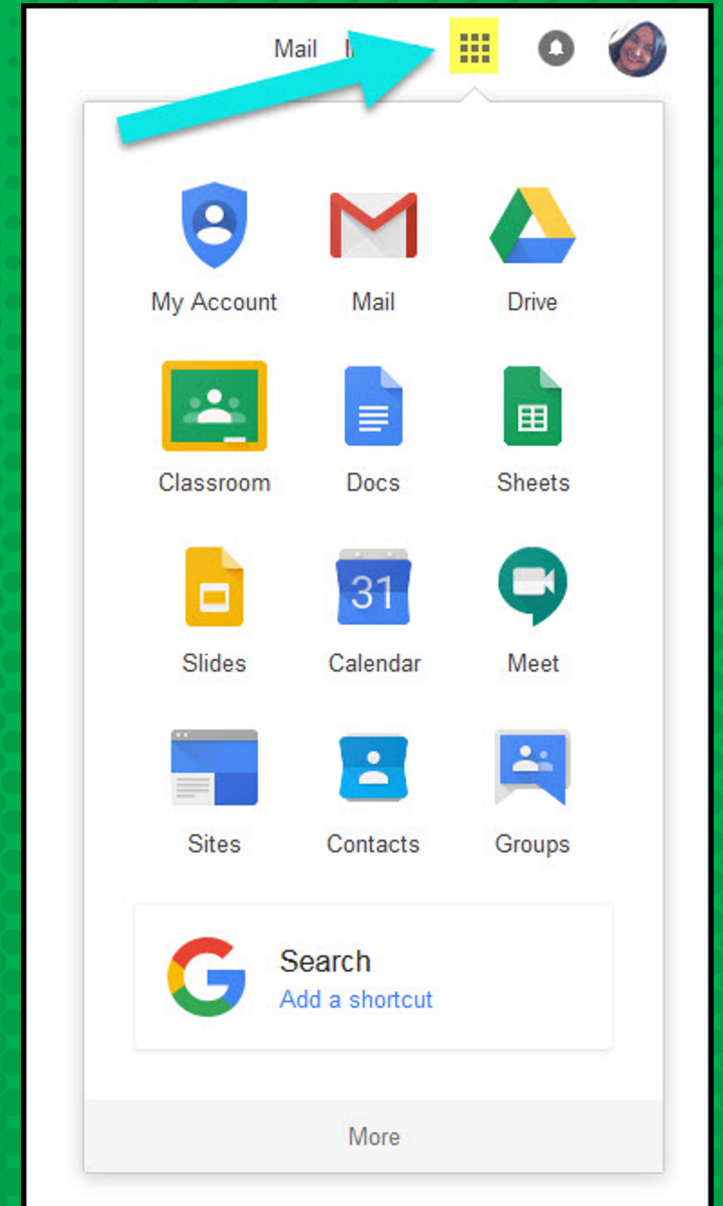 Mail
My Account Mail Drive
Classroom Docs Sheets
Slides 31 Calendar Meet
Sites Contacts Groups
Search
Add a shortcut
More